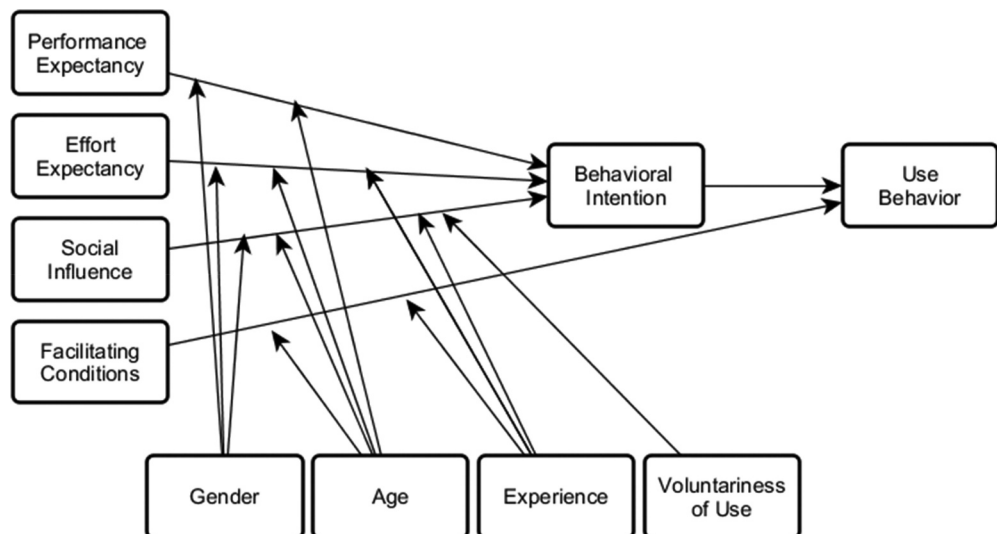 Performance
Expectancy
Effort
Expectancy
Social
Influence
Facilitating
Conditions
Behavioral
Intention
Use
Behavior
Gender
Age
Experience
Voluntariness
of Use